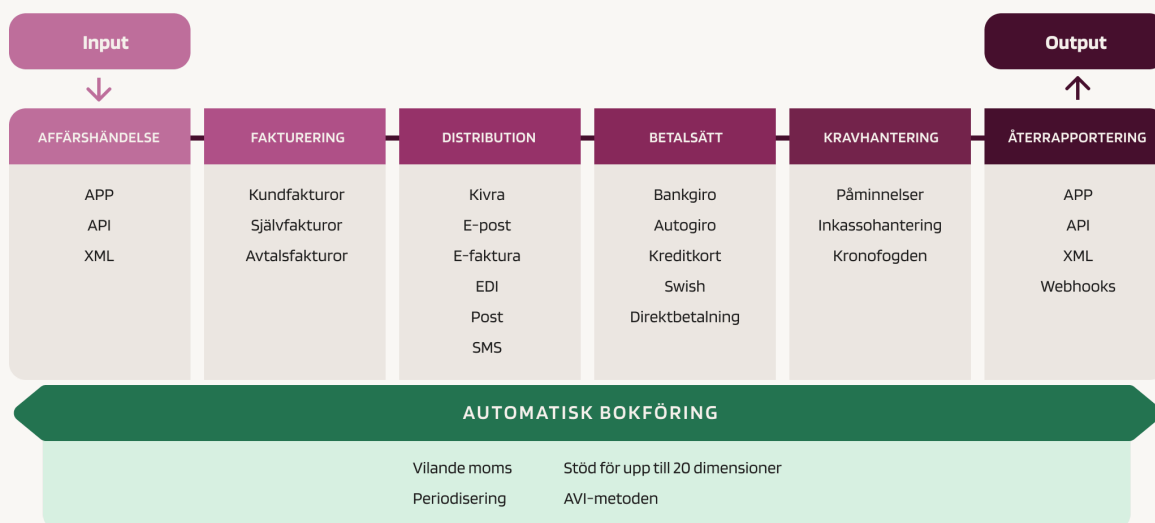 Input
Output
AFFÄRSHÄNDELSE
APP
API
XML
FAKTURERING
Kundfakturor
Självfakturor
Avtalsfakturor
DISTRIBUTION
Kivra
E-post
E-faktura
EDI
Post
SMS
BETALSÄTT
Bankgiro
Autogiro
Kreditkort
Swish
Direktbetalning
KRAVHANTERING
Påminnelser
Inkassohantering
Kronofogden
ÅTERRAPPORTERING
APP
API
XML
Webhooks
AUTOMATISK BOKFÖRING
Vilande moms
Periodisering
Stöd för upp till 20 dimensioner
AVI-metoden